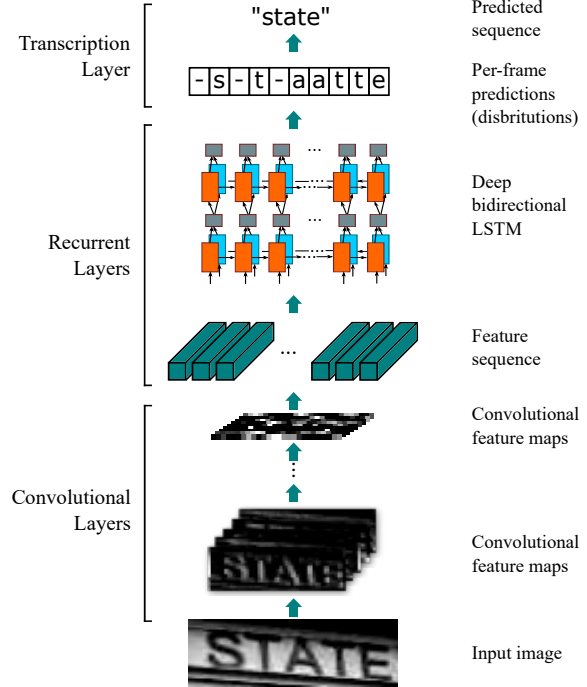 "state"
Predicted
sequence
Transcription
Layer
-s-t-aatte
Per-frame
predictions
(disbritutions)
...
Deep
bidirectional
LSTM
Recurrent
Layers
...
Feature
sequence
Convolutional
feature maps
Convolutional
Layers
STATE
Convolutional
feature maps
STATE
Input image